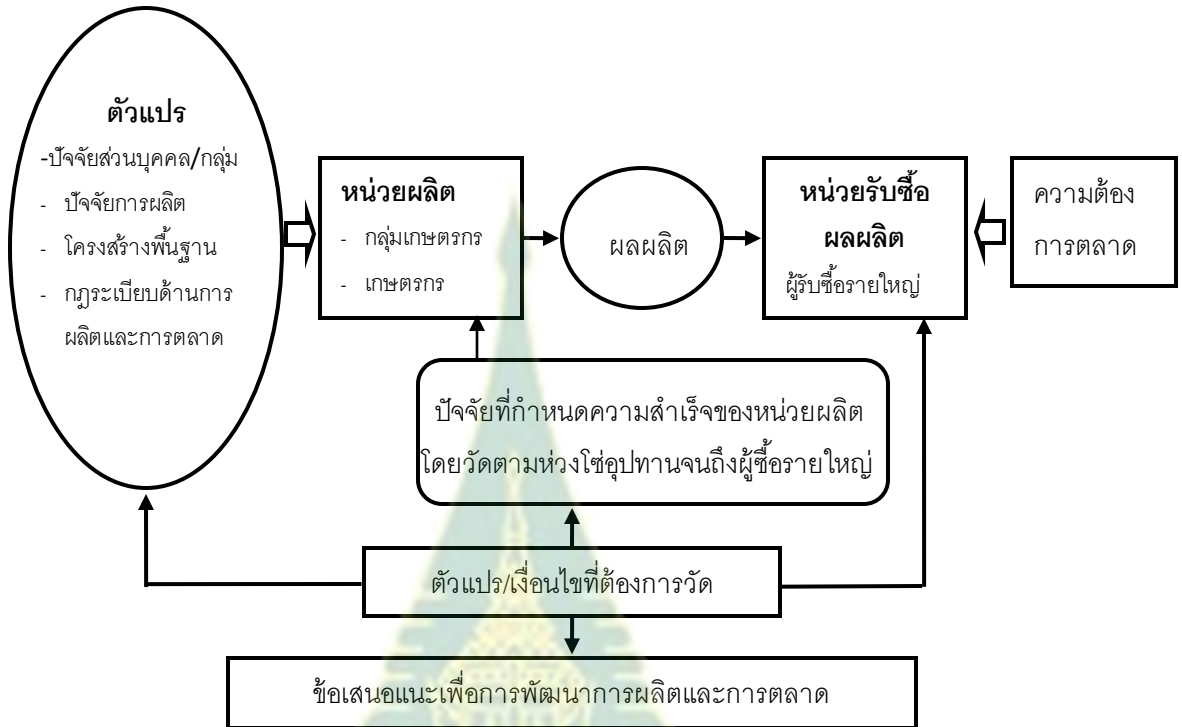 ตัวแปร
-ปัจจัยส่วนบุคคล/กลุ่ม
- ปัจจัยการผลิต
- โครงสร้างพื้นฐาน
- กฎระเบียบด้านการ
ผลิตและการตลาด
หน่วยผลิต
- กลุ่มเกษตรกร
- เกษตรกร
ผลผลิต
หน่วยรับซื้อ
ผลผลิต
ผู้รับซื้อรายใหญ่
ความต้อง
การตลาด
ปัจจัยที่กำหนดความสำเร็จของหน่วยผลิต
โดยวัดตามห่วงโซ่อุปทานจนถึงผู้ซื้อรายใหญ่
ตัวแปร/เงื่อนไขที่ต้องการวัด
ข้อเสนอแนะเพื่อการพัฒนาการผลิตและการตลาด